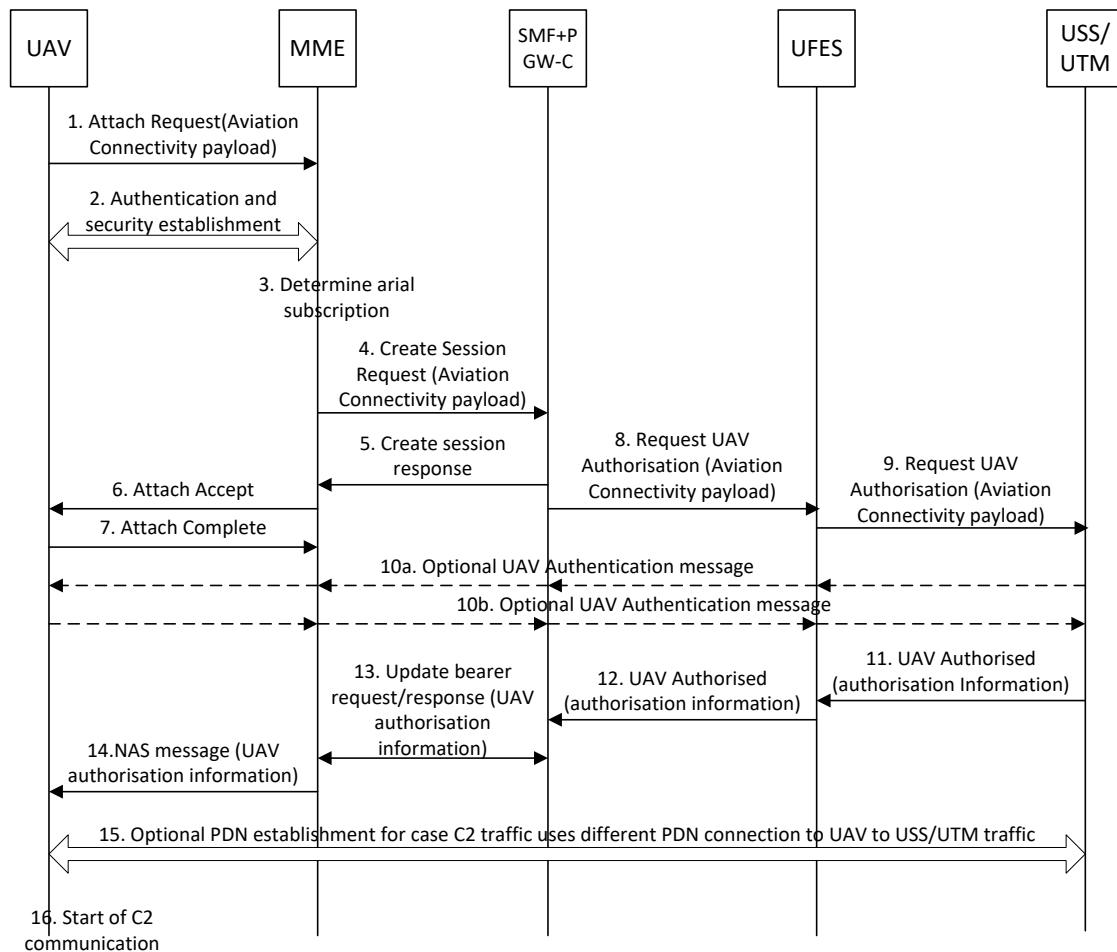 UAV
MME
SMF+P
GW-C
UFES
USS/
UTM
1. Attach Request(Aviation
Connectivity payload)
2. Authentication and
security establishment
3. Determine arial
subscription
4. Create Session
Request (Aviation
Connectivity payload)
5. Create session
response
6. Attach Accept
7. Attach Complete
8. Request UAV
Authorisation (Aviation
Connectivity payload)
9. Request UAV
Authorisation (Aviation
Connectivity payload)
10a. Optional UAV Authentication message
10b. Optional UAV Authentication message
11. UAV Authorised
(authorisation Information)
12. UAV Authorised
(authorisation information)
13. Update bearer
request/response (UAV
authorisation
information)
14.NAS message (UAV
authorisation information)
15. Optional PDN establishment for case C2 traffic uses different PDN connection to UAV to USS/UTM traffic
16. Start of C2
communication